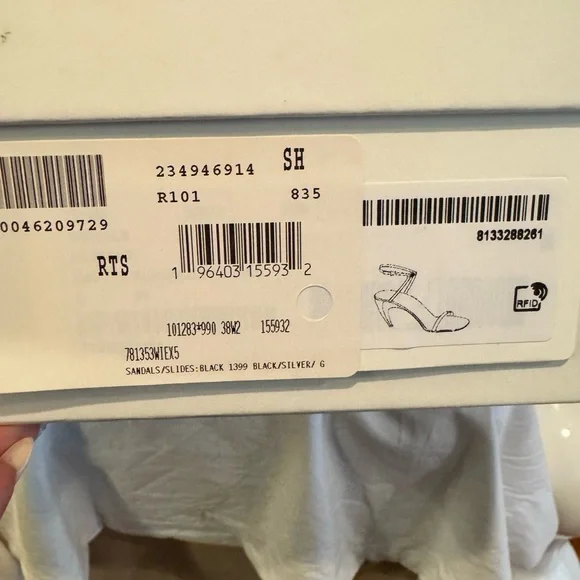 234946914 SH
R101 835
0046209729
RTS
1 96403 15593 2
101283*990 38W2 155932
781353WIEX5
SANDALS/SLIDES:BLACK 1399 BLACK/SILVER/ G
8133288261
RFID